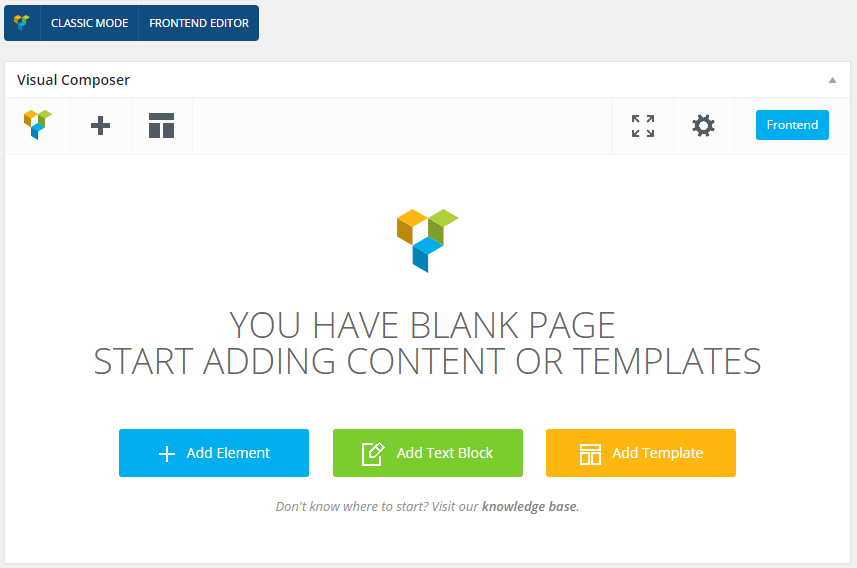 CLASSIC MODE FRONTEND EDITOR
Visual Composer
Frontend
YOU HAVE BLANK PAGE
START ADDING CONTENT OR TEMPLATES
Add Element Add Text Block Add Template
Don't know where to start? Visit our knowledge base.